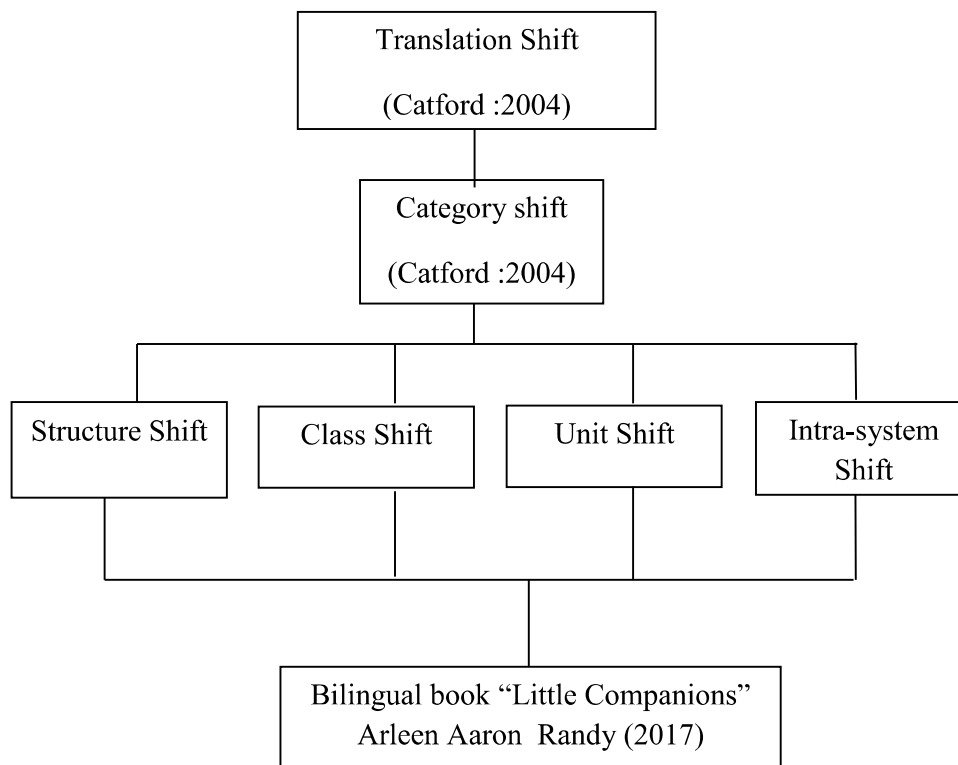 Translation Shift
(Catford :2004)
Category shift
(Catford :2004)
Structure Shift
Class Shift
Unit Shift
Intra-system
Shift
Bilingual book “Little Companions”
Arleen Aaron Randy (2017)